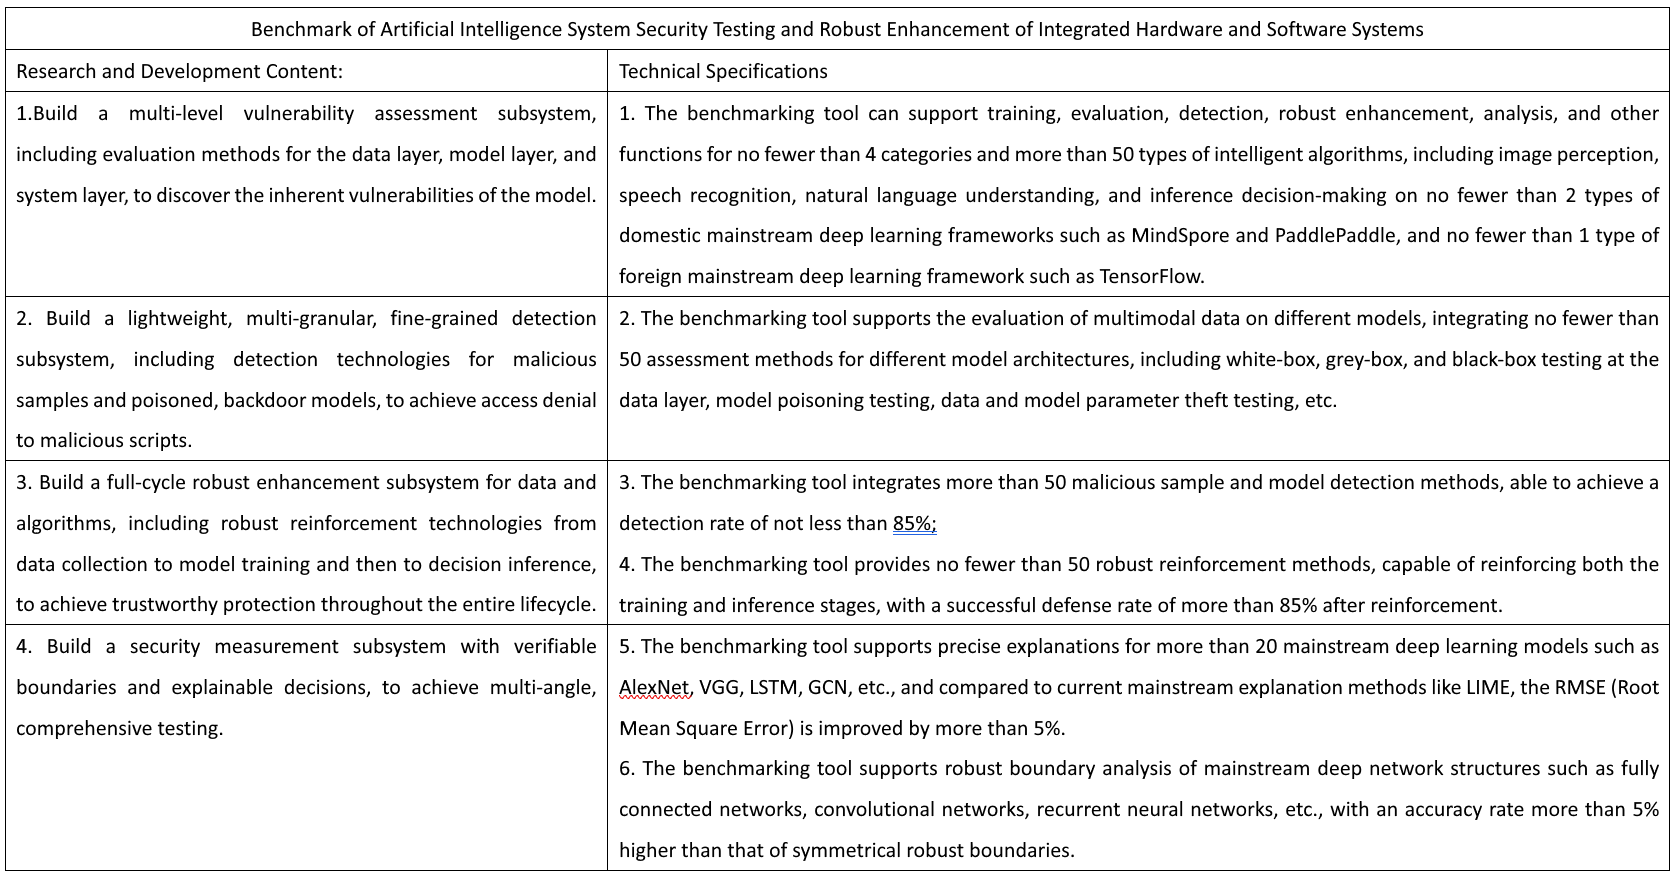 Benchmark of Artificial Intelligence System Security Testing and Robust Enhancement of Integrated Hardware and Software Systems
Research and Development Content:
Technical Specifications
1.Build a multi-level vulnerability assessment subsystem,
including evaluation methods for the data layer, model layer, and
system layer, to discover the inherent vulnerabilities of the model.
1. The benchmarking tool can support training, evaluation, detection, robust enhancement, analysis, and other
functions for no fewer than 4 categories and more than 50 types of intelligent algorithms, including image perception,
speech recognition, natural language understanding, and inference decision-making on no fewer than 2 types of
domestic mainstream deep learning frameworks such as MindSpore and PaddlePaddle, and no fewer than 1 type of
foreign mainstream deep learning framework such as TensorFlow.
2. Build a lightweight, multi-granular, fine-grained detection
subsystem, including detection technologies for malicious
samples and poisoned, backdoor models, to achieve access denial
to malicious scripts.
2. The benchmarking tool supports the evaluation of multimodal data on different models, integrating no fewer than
50 assessment methods for different model architectures, including white-box, grey-box, and black-box testing at the
data layer, model poisoning testing, data and model parameter theft testing, etc.
3. Build a full-cycle robust enhancement subsystem for data and
algorithms, including robust reinforcement technologies from
data collection to model training and then to decision inference,
to achieve trustworthy protection throughout the entire lifecycle.
3. The benchmarking tool integrates more than 50 malicious sample and model detection methods, able to achieve a
detection rate of not less than 85%;
4. The benchmarking tool provides no fewer than 50 robust reinforcement methods, capable of reinforcing both the
training and inference stages, with a successful defense rate of more than 85% after reinforcement.
4. Build a security measurement subsystem with verifiable
boundaries and explainable decisions, to achieve multi-angle,
comprehensive testing.
5. The benchmarking tool supports precise explanations for more than 20 mainstream deep learning models such as
AlexNet, VGG, LSTM, GCN, etc., and compared to current mainstream explanation methods like LIME, the RMSE (Root
Mean Square Error) is improved by more than 5%.
6. The benchmarking tool supports robust boundary analysis of mainstream deep network structures such as fully
connected networks, convolutional networks, recurrent neural networks, etc., with an accuracy rate more than 5%
higher than that of symmetrical robust boundaries.